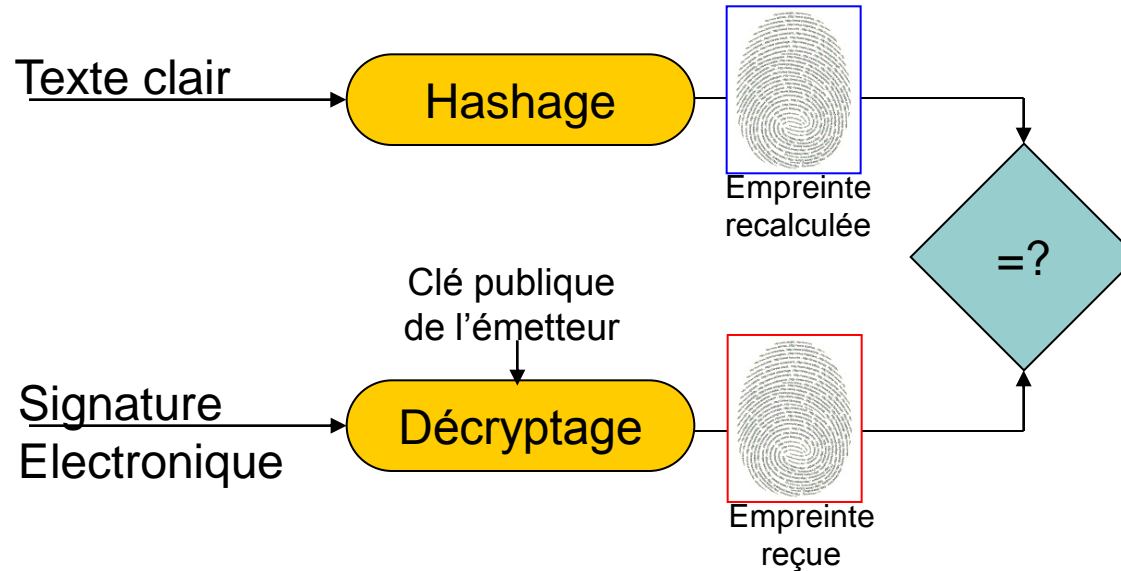 Texte clair
Hashage
Empreinte
recalculée
=?
Clé publique
de l’émetteur
Signature
Electronique
Décryptage
Empreinte
reçue